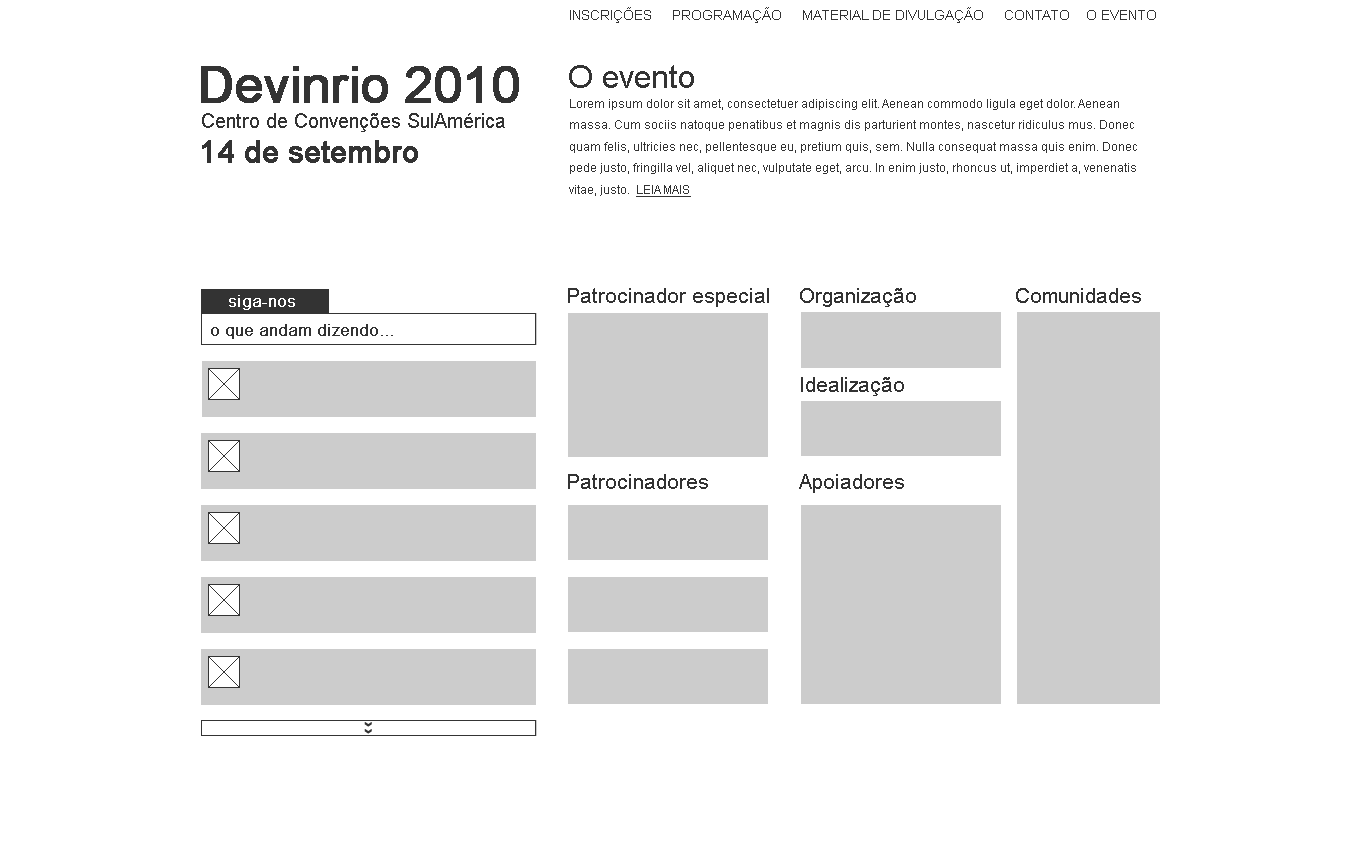 INSCRIÇÕES PROGRAMAÇÃO MATERIAL DE DIVULGAÇÃO CONTATO O EVENTO
Devinrio 2010
Centro de Convenções SulAmérica
14 de setembro
O evento
Lorem ipsum dolor sit amet, consectetuer adipiscing elit. Aenean commodo ligula eget dolor. Aenean
massa. Cum sociis natoque penatibus et magnis dis parturient montes, nascetur ridiculus mus. Donec
quam felis, ultricies nec, pellentesque eu, pretium quis, sem. Nulla consequat massa quis enim. Donec
pede justo, fringilla vel, aliquet nec, vulputate eget, arcu. In enim justo, rhoncus ut, imperdiet a, venenatis
vitae, justo. LEIA MAIS
siga-nos
o que andam dizendo...
Patrocinador especial
Patrocinadores
Organização
Idealização
Apoiadores
Comunidades